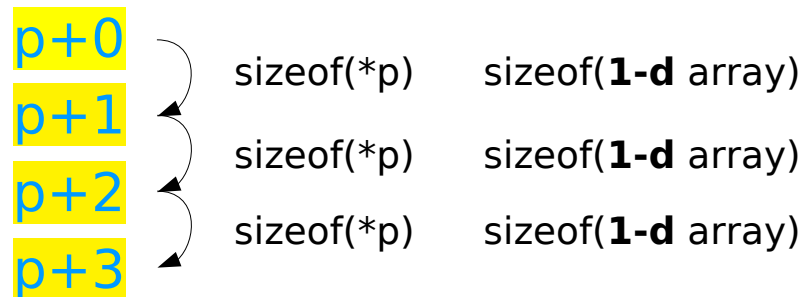 p+0
sizeof(*p) sizeof(1-d array)
p+1
sizeof(*p) sizeof(1-d array)
p+2
sizeof(*p) sizeof(1-d array)
p+3